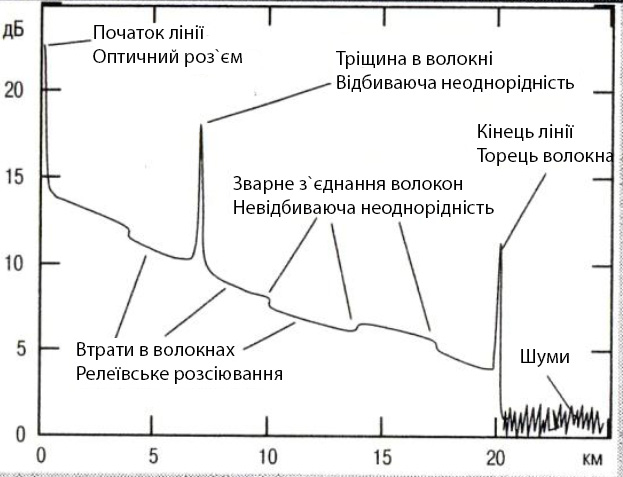 дБ
Початок лінії
Оптичний роз`єм
Тріщина в волокні
Відбиваюча неоднорідність
20
Кінець лінії
Торець волокна
15
Зварне з`єднання волокон
Невідбиваюча неоднорідність
10
5
Втрати в волокнах
Релеївське розсіювання
Шуми
0
0 5 10 15 20 км